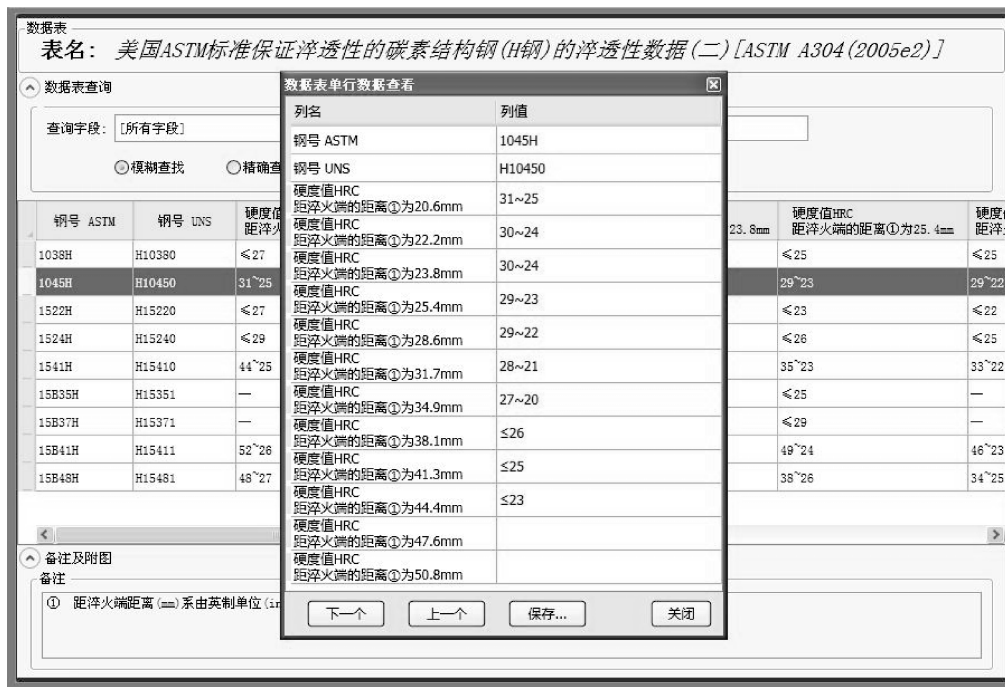 数据表
表名： 美国ASTM标准保证淬透性的碳素结构钢(H钢)的淬透性数据(二)[ASTM A304(2005e2)]
数据表查询
查询字段: [所有字段]
模糊查找 精确查
钢号 ASTM 钢号 UNS 硬度值
距淬火
23.8mm 硬度值HRC
距淬火端的距离①为25.4mm
硬度
距淬
1038H H10380 ≤27 ≤25 ≤25
1045H H10450 31~25 29~23 29~22
1522H H15220 ≤27 ≤23 ≤22
1524H H15240 ≤29 ≤26 ≤25
1541H H15410 44~25 35~23 33~22
15B35H H15351 — ≤25 —
15B37H H15371 — ≤29 —
15B41H H15411 52~26 49~24 46~23
15B48H H15481 48~27 38~26 34~25
备注及附图
备注
① 距淬火端距离(mm)系由英制单位(in
数据表单行数据查看
列名 列值
钢号 ASTM 1045H
钢号 UNS H10450
硬度值HRC
距淬火端的距离①为20.6mm 31~25
硬度值HRC
距淬火端的距离①为22.2mm 30~24
硬度值HRC
距淬火端的距离①为23.8mm 30~24
硬度值HRC
距淬火端的距离①为25.4mm 29~23
硬度值HRC
距淬火端的距离①为28.6mm 29~22
硬度值HRC
距淬火端的距离①为31.7mm 28~21
硬度值HRC
距淬火端的距离①为34.9mm 27~20
硬度值HRC
距淬火端的距离①为38.1mm ≤26
硬度值HRC
距淬火端的距离①为41.3mm ≤25
硬度值HRC
距淬火端的距离①为44.4mm ≤23
硬度值HRC
距淬火端的距离①为47.6mm
硬度值HRC
距淬火端的距离①为50.8mm
下一个 上一个 保存... 关闭